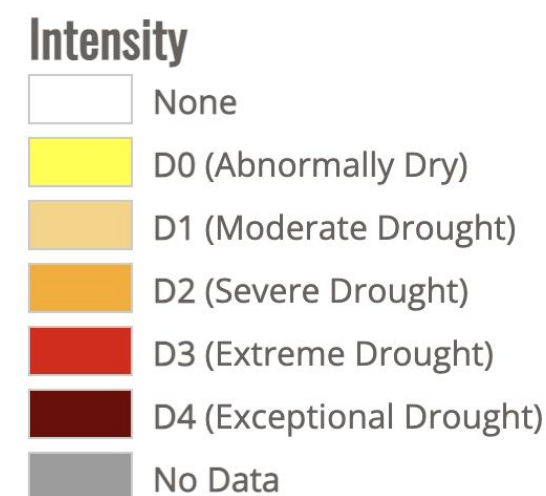 Intensity
None
D0 (Abnormally Dry)
D1 (Moderate Drought)
D2 (Severe Drought)
D3 (Extreme Drought)
D4 (Exceptional Drought)
No Data